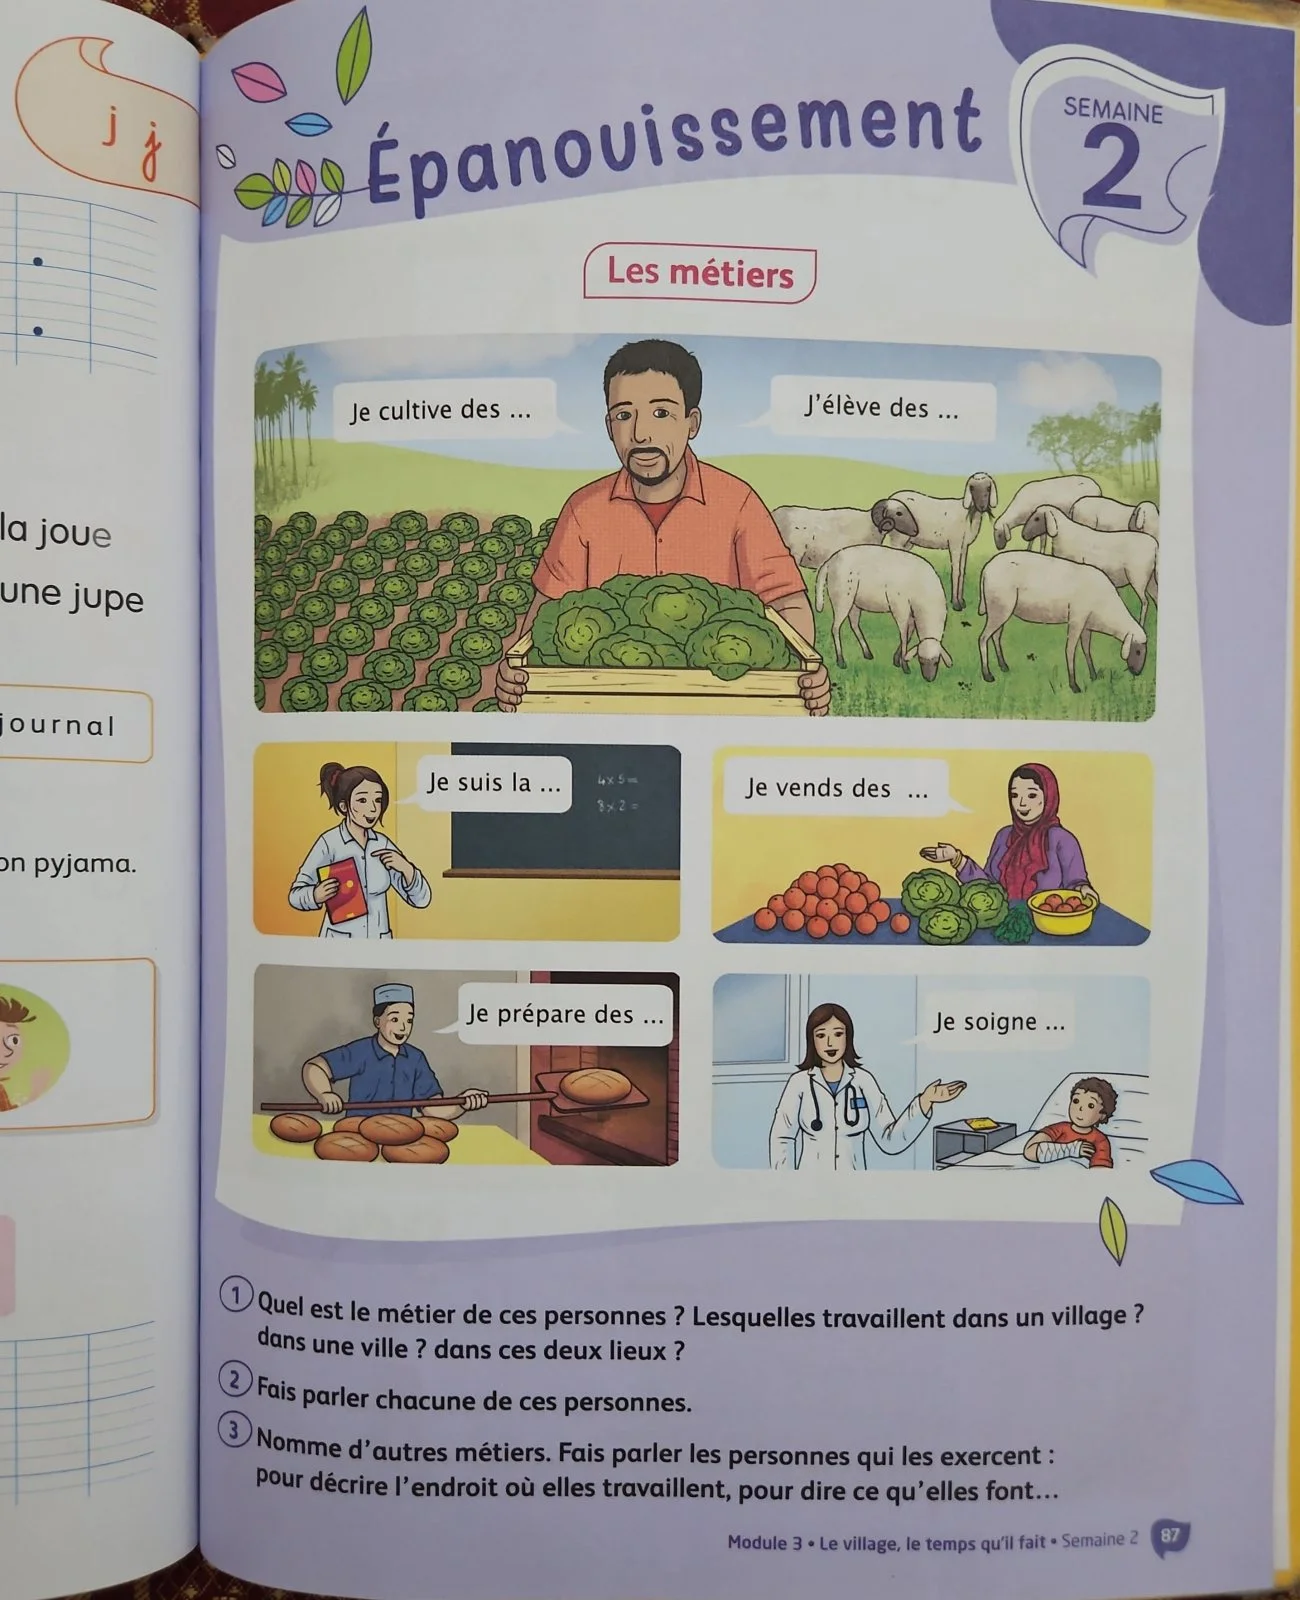 j j
la joue
une jupe
journal
on pyjama.
Épanouissement
SEMAINE
2
Les métiers
Je cultive des ...
J'élève des ...
Je suis la ...
4 x 5 =
8 x 2 =
Je vends des ...
Je prépare des ...
Je soigne ...
1 Quel est le métier de ces personnes ? Lesquelles travaillent dans un village ?
dans une ville ? dans ces deux lieux ?
2 Fais parler chacune de ces personnes.
3 Nomme d'autres métiers. Fais parler les personnes qui les exercent :
pour décrire l'endroit où elles travaillent, pour dire ce qu'elles font...
Module 3 • Le village, le temps qu'il fait • Semaine 2 87